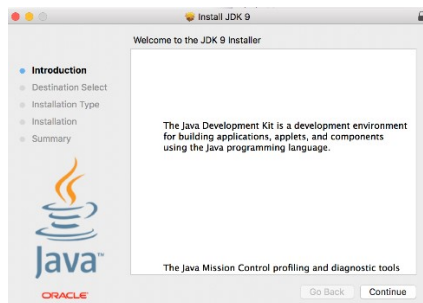 Install JDK 9
Welcome to the JDK 9 Installer
Introduction
Destination Select
Installation Type
Installation
Summary
The Java Development Kit is a development environment
for building applications, applets, and components
using the Java programming language.
The Java Mission Control profiling and diagnostic tools
Java™
ORACLE®
Go Back
Continue